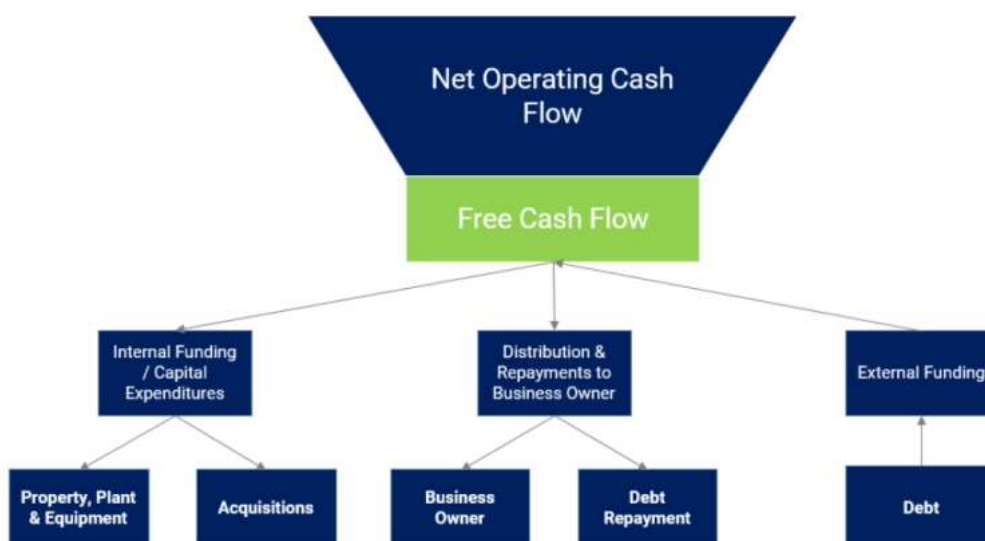 Net Operating Cash
Flow
Free Cash Flow
Internal Funding
/ Capital
Expenditures
Distribution &
Repayments to
Business Owner
External Funding
Property, Plant
& Equipment
Acquisitions
Business
Owner
Debt
Repayment
Debt